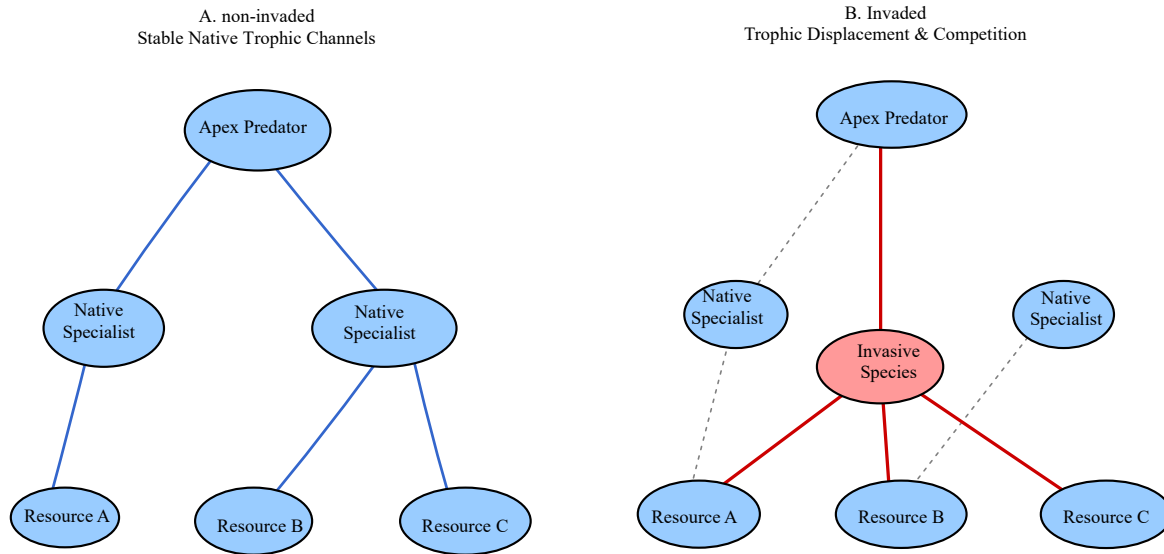 A. non-invaded
Stable Native Trophic Channels
Apex Predator
Native
Specialist
Native
Specialist
Resource A
Resource B
Resource C
B. Invaded
Trophic Displacement & Competition
Apex Predator
Native
Specialist
Native
Specialist
Invasive
Species
Resource A
Resource B
Resource C